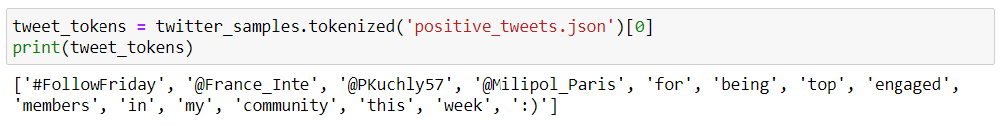 tweet_tokens = twitter_samples.tokenized('positive_tweets.json')[0]
print(tweet_tokens)
['#FollowFriday', '@France_Inte', '@PKuchly57', '@Milipol_Paris', 'for', 'being', 'top', 'engaged',
'members', 'in', 'my', 'community', 'this', 'week', ':)']